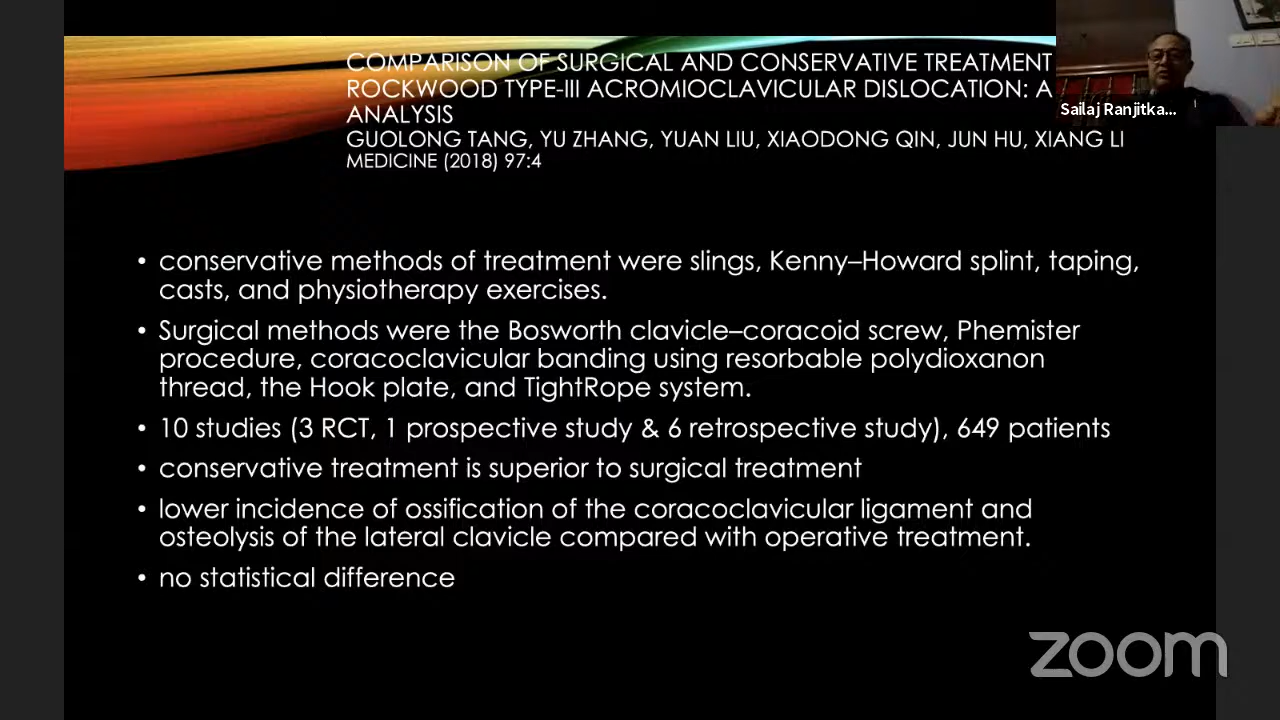 COMPARISON OF SURGICAL AND CONSERVATIVE TREATMENT
ROCKWOOD TYPE-III ACROMIOCLAVICULAR DISLOCATION: A
ANALYSIS
GUOLONG TANG, YU ZHANG, YUAN LIU, XIAODONG QIN, JUN HU, XIANG LI
MEDICINE (2018) 97:4
Sailaj Ranjitka...
• conservative methods of treatment were slings, Kenny–Howard splint, taping,
casts, and physiotherapy exercises.
• Surgical methods were the Bosworth clavicle–coracoid screw, Phemister
procedure, coracoclavicular banding using resorbable polydioxanon
thread, the Hook plate, and TightRope system.
• 10 studies (3 RCT, 1 prospective study & 6 retrospective study), 649 patients
• conservative treatment is superior to surgical treatment
• lower incidence of ossification of the coracoclavicular ligament and
osteolysis of the lateral clavicle compared with operative treatment.
• no statistical difference
zoom